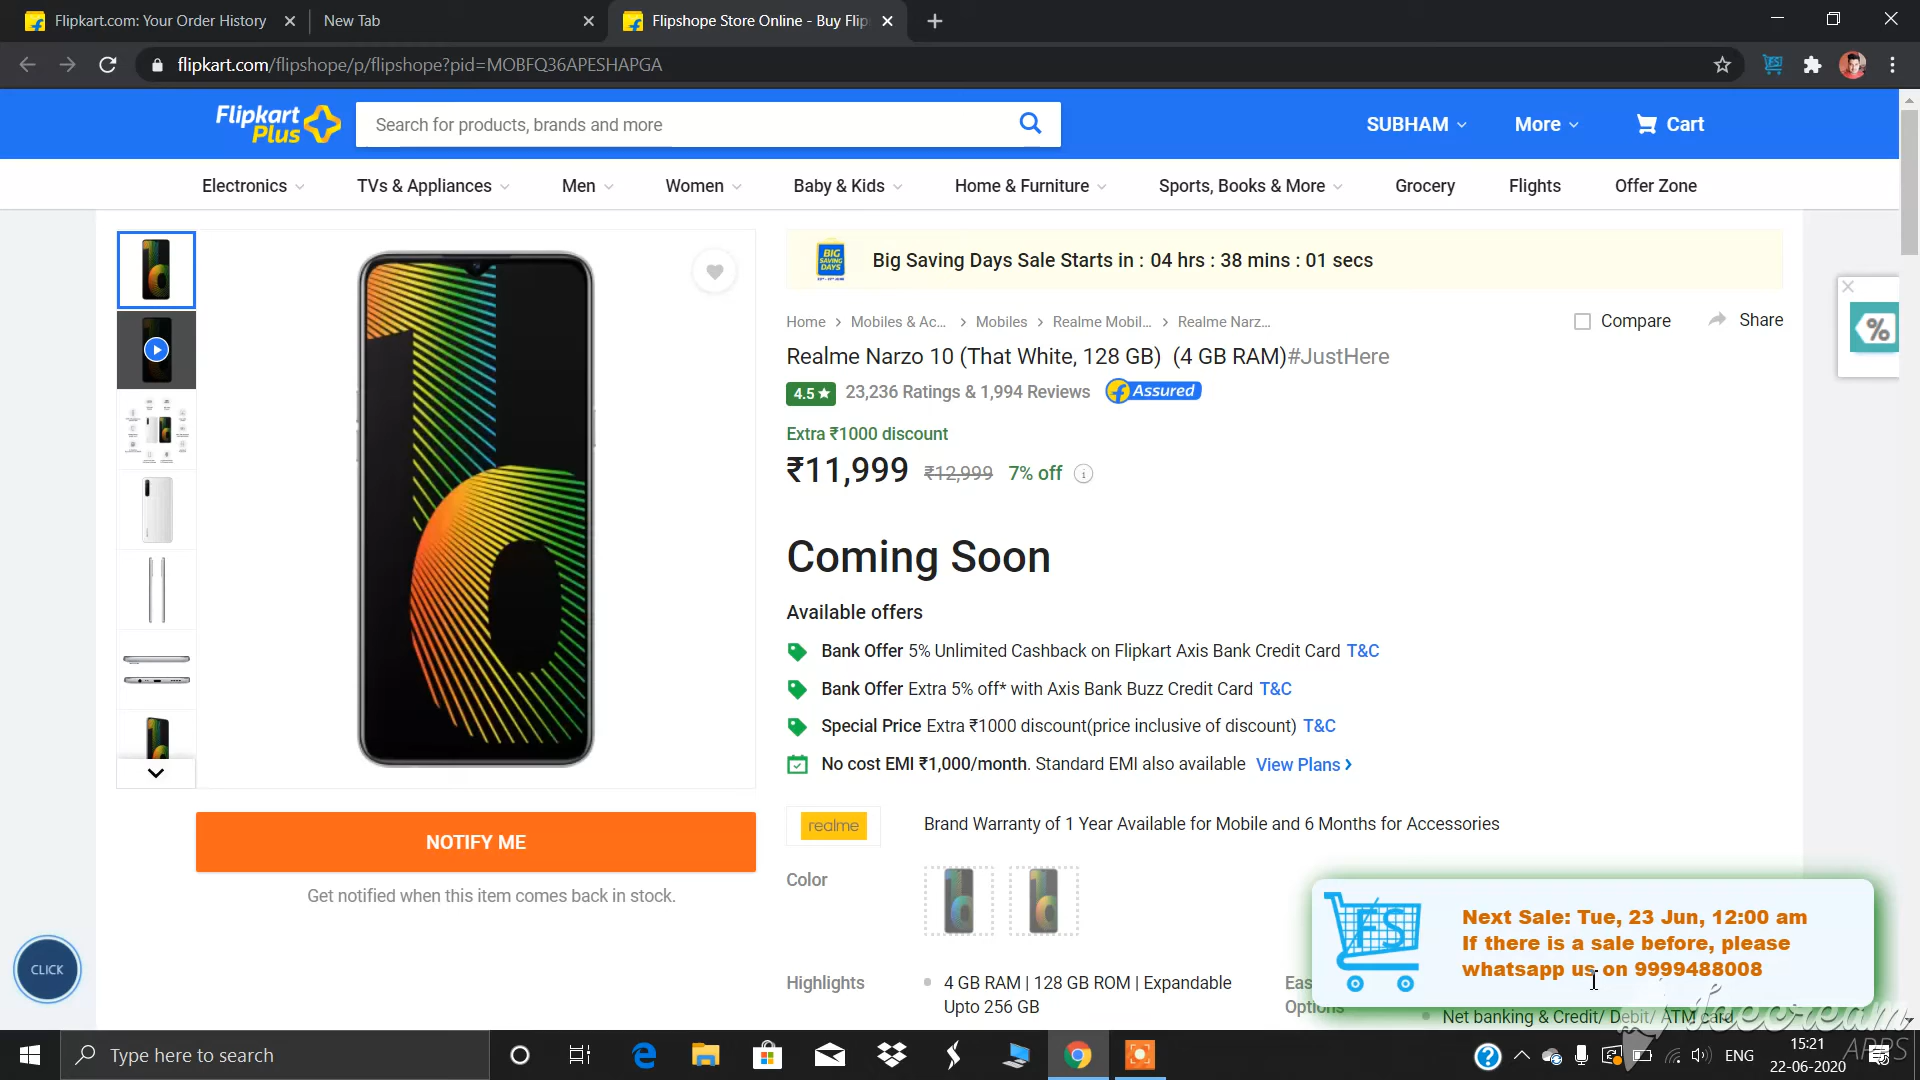 Flipkart.com: Your Order History
New Tab
Flipshope Store Online - Buy Flip
flipkart.com/flipshope/p/flipshope?pid=MOBFQ36APESHAPGA
Flipkart
Plus
Search for products, brands and more
SUBHAM
More
Cart
Electronics
TVs & Appliances
Men
Women
Baby & Kids
Home & Furniture
Sports, Books & More
Grocery
Flights
Offer Zone
BIG SAVING DAYS
Big Saving Days Sale Starts in : 04 hrs : 38 mins : 01 secs
Home > Mobiles & Ac... > Mobiles > Realme Mobil... > Realme Narz...
Compare
Share
Realme Narzo 10 (That White, 128 GB) (4 GB RAM)#JustHere
4.5★ 23,236 Ratings & 1,994 Reviews Assured
Extra ₹1000 discount
₹11,999 ₹12,999 7% off
Coming Soon
Available offers
Bank Offer 5% Unlimited Cashback on Flipkart Axis Bank Credit Card T&C
Bank Offer Extra 5% off* with Axis Bank Buzz Credit Card T&C
Special Price Extra ₹1000 discount(price inclusive of discount) T&C
No cost EMI ₹1,000/month. Standard EMI also available View Plans >
realme
Brand Warranty of 1 Year Available for Mobile and 6 Months for Accessories
NOTIFY ME
Get notified when this item comes back in stock.
Color
Highlights
4 GB RAM | 128 GB ROM | Expandable
Upto 256 GB
Net banking & Credit/ Debit/ ATM card
FS
Next Sale: Tue, 23 Jun, 12:00 am
If there is a sale before, please
whatsapp us on 9999488008
CLICK
%
Icecream
APPS
Type here to search
ENG
15:21
22-06-2020